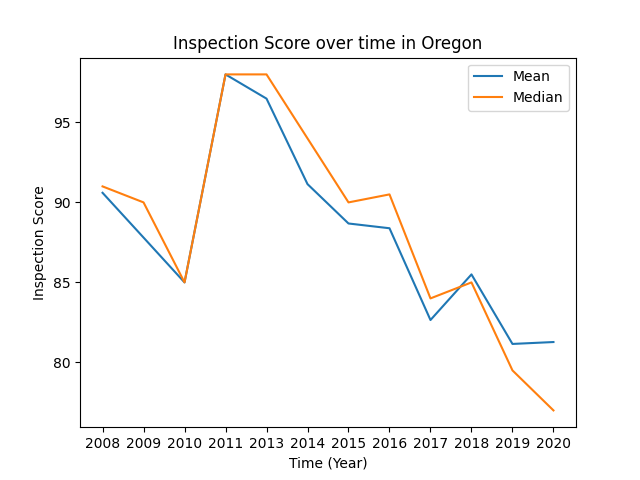 Inspection Score over time in Oregon
Mean
Median
95
90
85
80
Inspection Score
2008 2009 2010 2011 2013 2014 2015 2016 2017 2018 2019 2020
Time (Year)